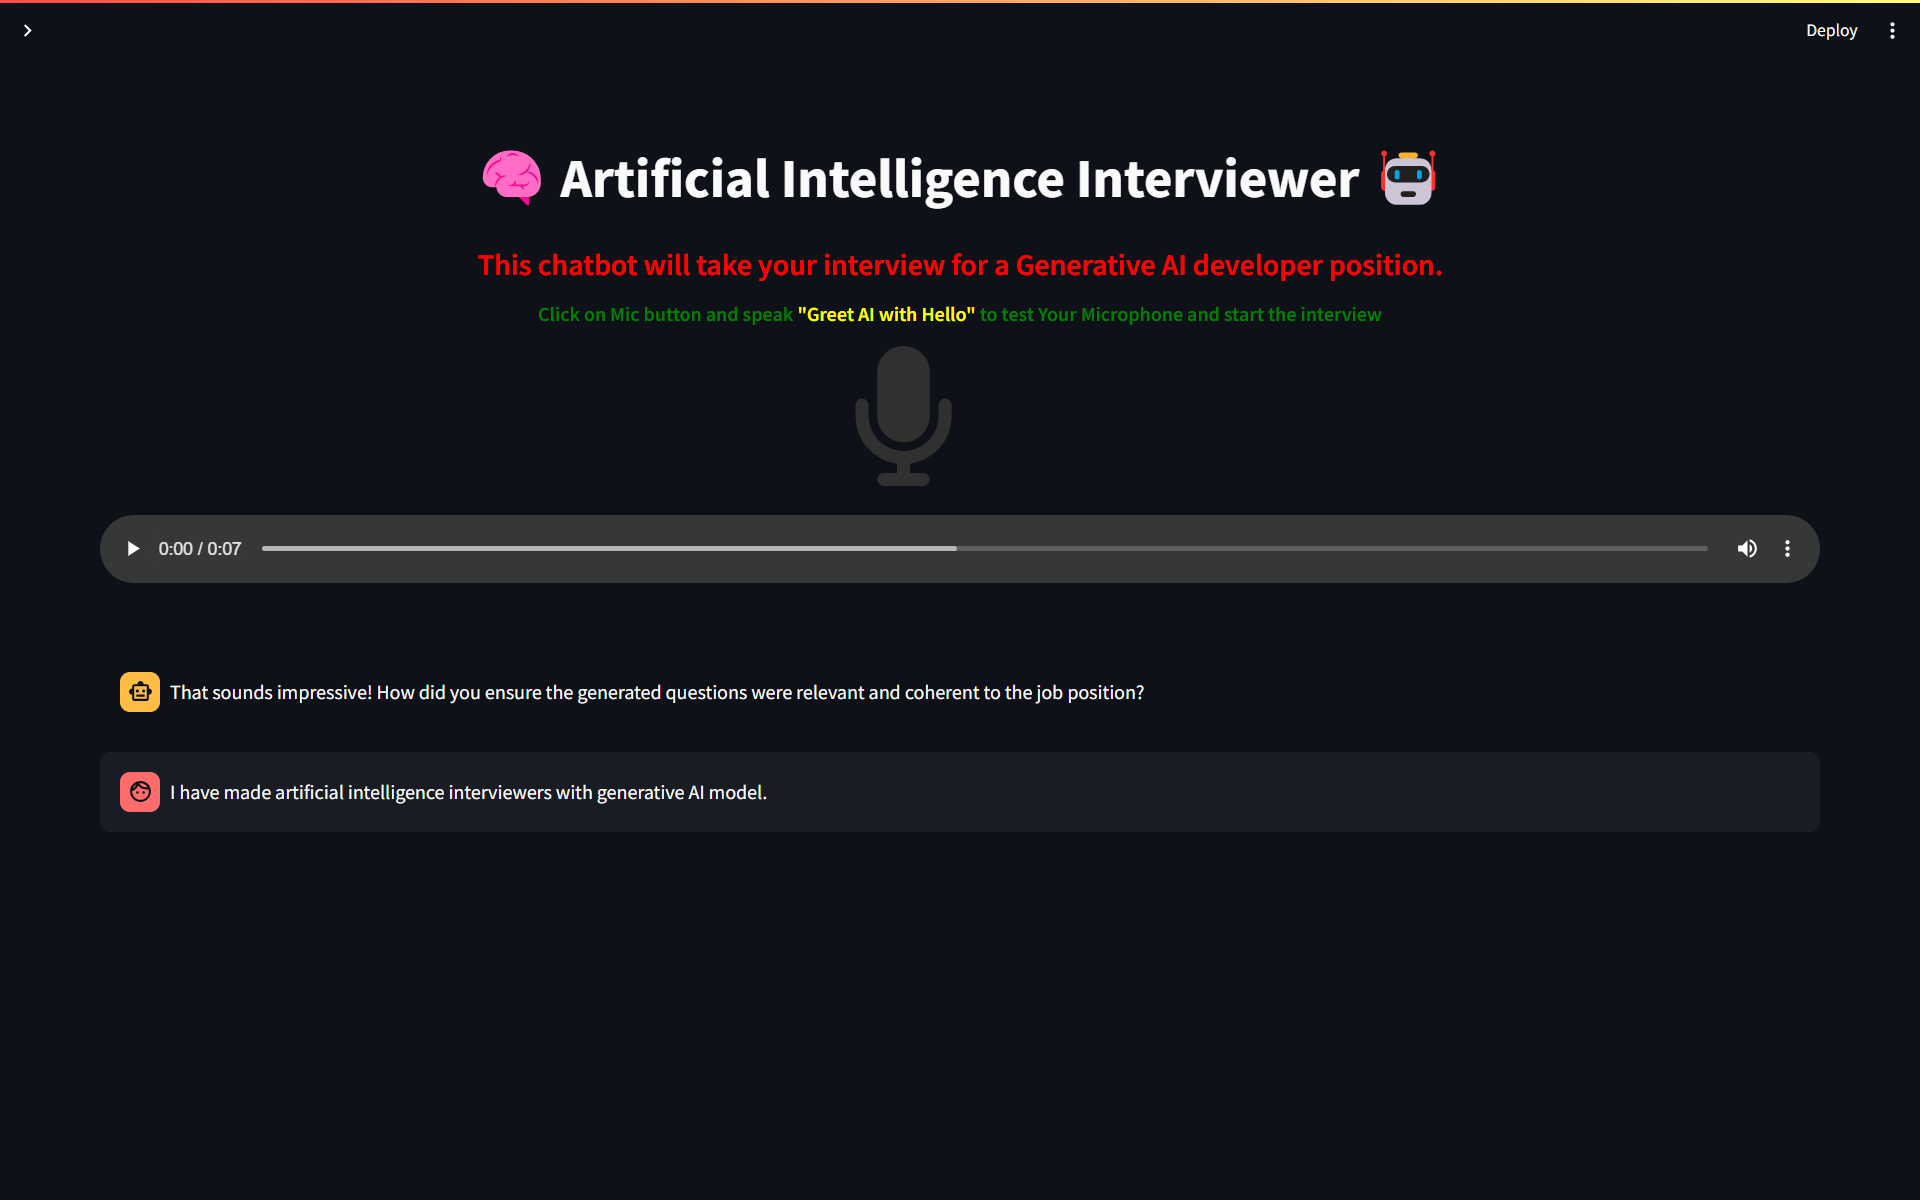 Deploy
🧠 Artificial Intelligence Interviewer 🤖
This chatbot will take your interview for a Generative AI developer position.
Click on Mic button and speak "Greet AI with Hello" to test Your Microphone and start the interview
0:00 / 0:07
That sounds impressive! How did you ensure the generated questions were relevant and coherent to the job position?
I have made artificial intelligence interviewers with generative AI model.